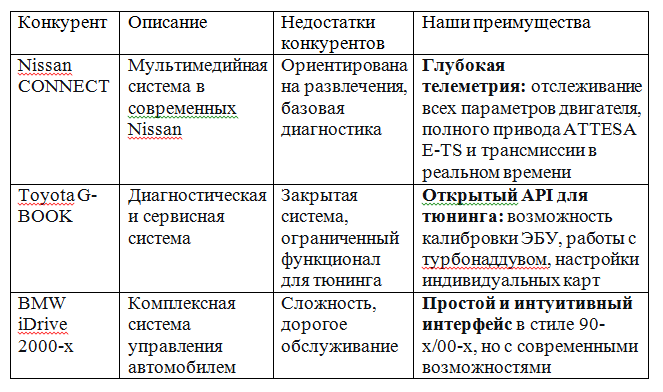 Конкурент
Описание
Недостатки
конкурентов
Наши преимущества
Nissan
CONNECT
Мультимедийная
система в
современных
Nissan
Ориентирована
на развлечения,
базовая
диагностика
Глубокая
телеметрия: отслеживание
всех параметров двигателя,
полного привода ATTESA
E-TS и трансмиссии в
реальном времени
Toyota G-
BOOK
Диагностическая
и сервисная
система
Закрытая
система,
ограниченный
функционал
для тюнинга
Открытый API для
тюнинга: возможность
калибровки ЭБУ, работы с
турбонаддувом, настройки
индивидуальных карт
BMW
iDrive
2000-х
Комплексная
система
управления
автомобилем
Сложность,
дорогое
обслуживание
Простой и интуитивный
интерфейс в стиле 90-
х/00-х, но с современными
возможностями